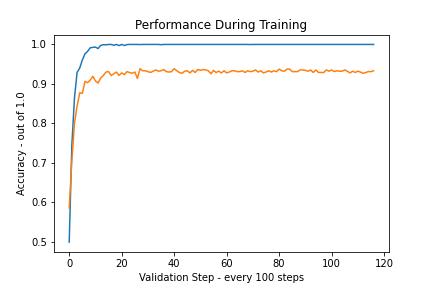 Performance During Training
1.0
0.9
0.8
0.7
0.6
0.5
Accuracy - out of 1.0
0 20 40 60 80 100 120
Validation Step - every 100 steps